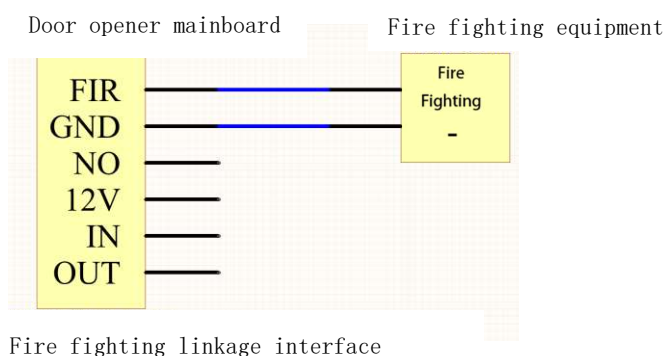 Door opener mainboard
Fire fighting equipment
FIR
GND
NO
12V
IN
OUT
Fire
Fighting
-
Fire fighting linkage interface